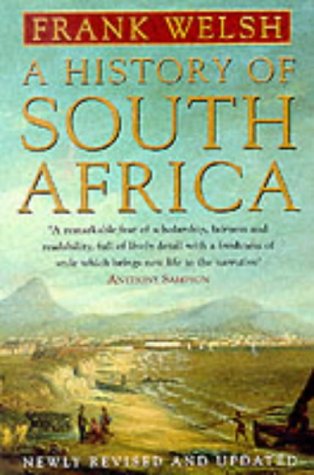 FRANK WELSH
A HISTORY OF
SOUTH
AFRICA
"A remarkable feat of scholarship, fairness and
readability, full of lively detail with a freshness of
style which brings new life to the narrative"
ANTHONY SAMPSON
NEWLY REVISED AND UPDATED